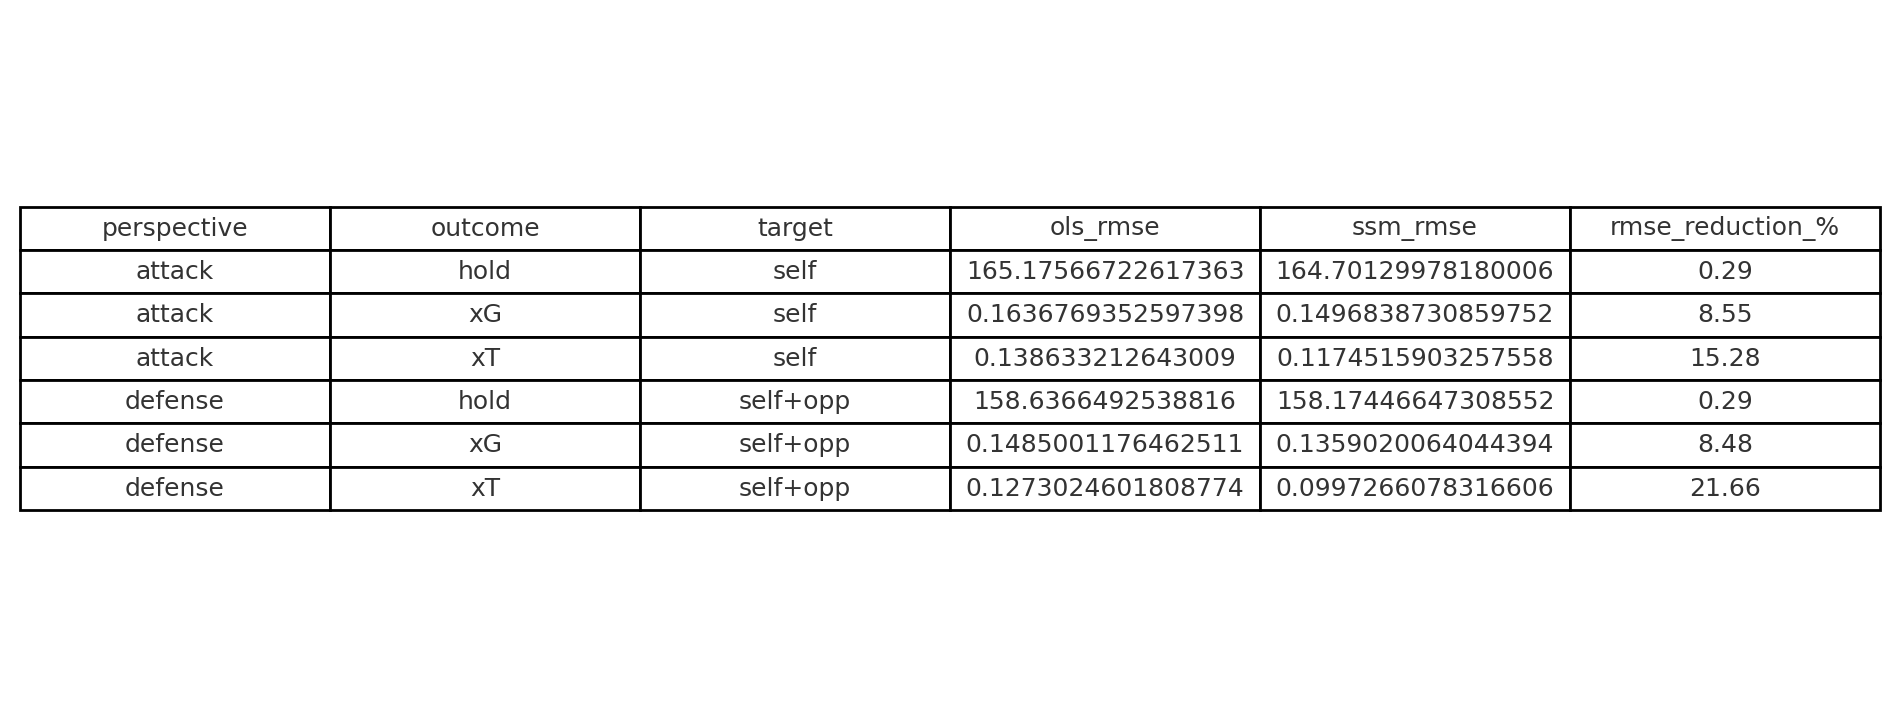 perspective outcome target ols_rmse ssm_rmse rmse_reduction_%
attack hold self 165.17566722617363 164.70129978180006 0.29
attack xG self 0.1636769352597398 0.1496838730859752 8.55
attack xT self 0.138633212643009 0.1174515903257558 15.28
defense hold self+opp 158.6366492538816 158.17446647308552 0.29
defense xG self+opp 0.1485001176462511 0.1359020064044394 8.48
defense xT self+opp 0.1273024601808774 0.0997266078316606 21.66